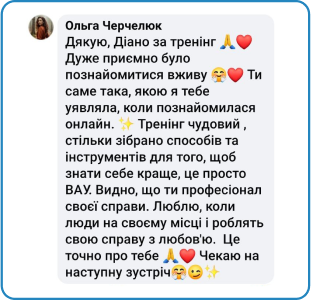 Ольга Черчелюк
Дякую, Діано за тренінг 🙏❤️
Дуже приємно було
познайомитися вживу 🤗❤️ Ти
саме така, якою я тебе
уявляла, коли познайомилася
онлайн. ✨ Тренінг чудовий ,
стільки зібрано способів та
інструментів для того, щоб
знати себе краще, це просто
ВАУ. Видно, що ти професіонал
своєї справи. Люблю, коли
люди на своєму місці і роблять
свою справу з любов'ю.  Це
точно про тебе 🙏❤️ Чекаю на
наступну зустріч🤗😉✨